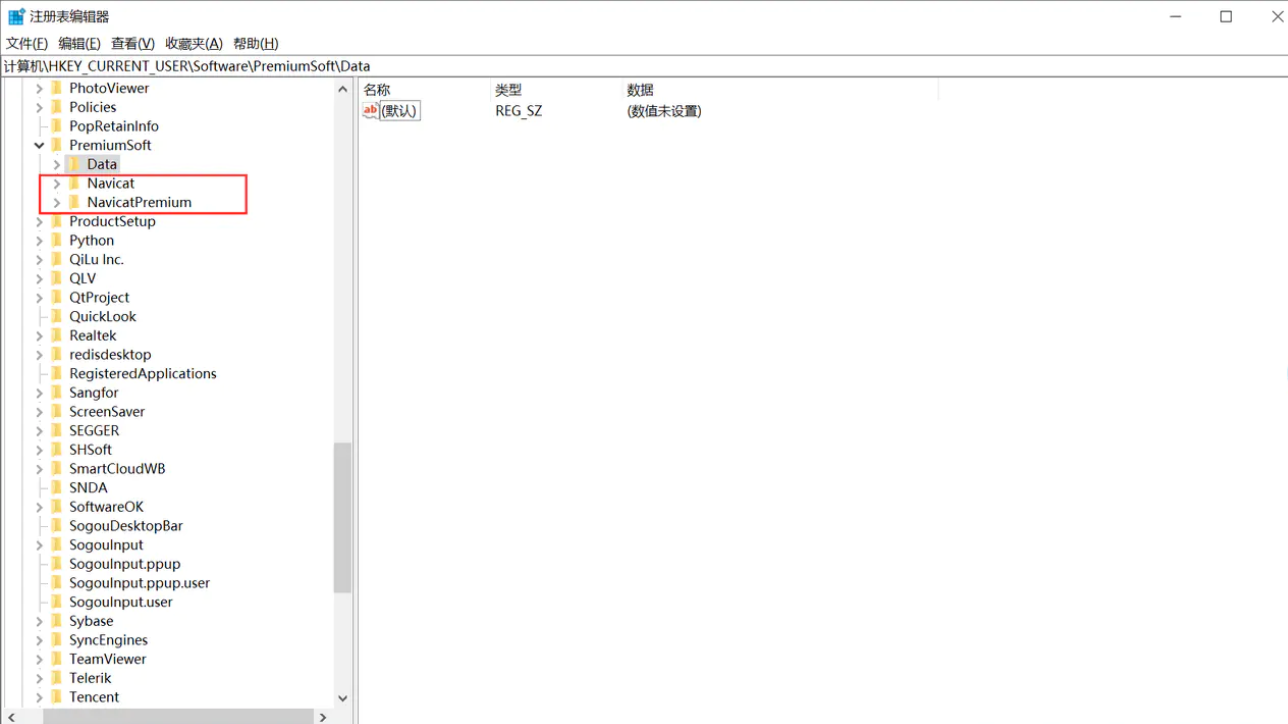 注册表编辑器
文件(F) 编辑(E) 查看(V) 收藏夹(A) 帮助(H)
计算机\HKEY_CURRENT_USER\Software\PremiumSoft\Data
PhotoViewer
Policies
PopRetainInfo
PremiumSoft
Data
Navicat
NavicatPremium
ProductSetup
Python
QiLu Inc.
QLV
QtProject
QuickLook
Realtek
redisdesktop
RegisteredApplications
Sangfor
ScreenSaver
SEGGER
SHSoft
SmartCloudWB
SNDA
SoftwareOK
SogouDesktopBar
SogouInput
SogouInput.ppup
SogouInput.ppup.user
SogouInput.user
Sybase
SyncEngines
TeamViewer
Telerik
Tencent
名称 类型 数据
ab (默认) REG_SZ (数值未设置)